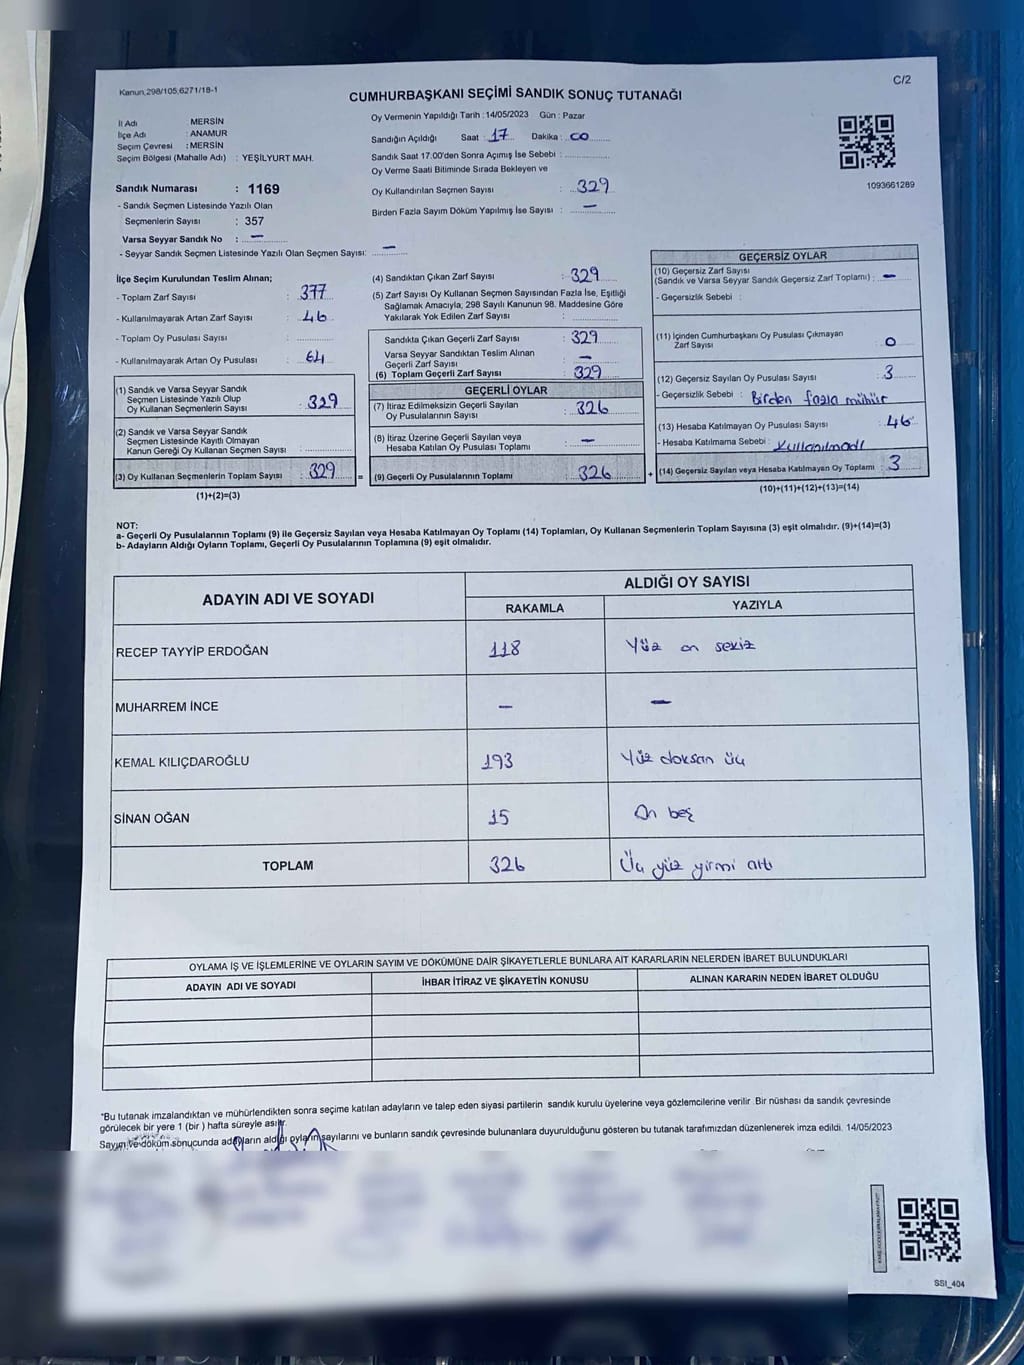 Kanun,298/105,6271/18-1
C/2
CUMHURBAŞKANI SEÇİMİ SANDIK SONUÇ TUTANAĞI
İl Adı : MERSİN
İlçe Adı : ANAMUR
Seçim Çevresi : MERSİN
Seçim Bölgesi (Mahalle Adı) : YEŞİLYURT MAH.
Sandık Numarası : 1169
- Sandık Seçmen Listesinde Yazılı Olan
Seçmenlerin Sayısı : 357
Varsa Seyyar Sandık No : —
- Seyyar Sandık Seçmen Listesinde Yazılı Olan Seçmen Sayısı: —
Oy Vermenin Yapıldığı Tarih : 14/05/2023 Gün : Pazar
Sandığın Açıldığı Saat : 17 Dakika : 00
Sandık Saat 17:00'den Sonra Açımış İse Sebebi :
Oy Verme Saati Bitiminde Sırada Bekleyen ve
Oy Kullandırılan Seçmen Sayısı : 329
Birden Fazla Sayım Döküm Yapılmış İse Sayısı : —
1093661289
İlçe Seçim Kurulundan Teslim Alınan;
- Toplam Zarf Sayısı : 377
- Kullanılmayarak Artan Zarf Sayısı : 46
- Toplam Oy Pusulası Sayısı :
- Kullanılmayarak Artan Oy Pusulası : 64
(1) Sandık ve Varsa Seyyar Sandık
Seçmen Listesinde Yazılı Olup
Oy Kullanan Seçmenlerin Sayısı : 329
(2) Sandık ve Varsa Seyyar Sandık
Seçmen Listesinde Kayıtlı Olmayan
Kanun Gereği Oy Kullanan Seçmen Sayısı :
(3) Oy Kullanan Seçmenlerin Toplam Sayısı : 329 =
(1)+(2)=(3)
(4) Sandıktan Çıkan Zarf Sayısı : 329
(5) Zarf Sayısı Oy Kullanan Seçmen Sayısından Fazla İse, Eşitliği
Sağlamak Amacıyla, 298 Sayılı Kanunun 98. Maddesine Göre
Yakılarak Yok Edilen Zarf Sayısı :
Sandıkta Çıkan Geçerli Zarf Sayısı : 329
Varsa Seyyar Sandıktan Teslim Alınan
Geçerli Zarf Sayısı : —
(6) Toplam Geçerli Zarf Sayısı : 329
GEÇERLİ OYLAR
(7) İtiraz Edilmeksizin Geçerli Sayılan
Oy Pusulalarının Sayısı : 326
(8) İtiraz Üzerine Geçerli Sayılan veya
Hesaba Katılan Oy Pusulası Toplamı : —
(9) Geçerli Oy Pusulalarının Toplamı : 326 +
GEÇERSİZ OYLAR
(10) Geçersiz Zarf Sayısı
(Sandık ve Varsa Seyyar Sandık Geçersiz Zarf Toplamı) : —
- Geçersizlik Sebebi :
(11) İçinden Cumhurbaşkanı Oy Pusulası Çıkmayan
Zarf Sayısı : 0
(12) Geçersiz Sayılan Oy Pusulası Sayısı : 3
- Geçersizlik Sebebi : Birden fazla mühür
(13) Hesaba Katılmayan Oy Pusulası Sayısı : 46
- Hesaba Katılmama Sebebi : Kullanılmadı
(14) Geçersiz Sayılan veya Hesaba Katılmayan Oy Toplamı : 3
(10)+(11)+(12)+(13)=(14)
NOT:
a- Geçerli Oy Pusulalarının Toplamı (9) ile Geçersiz Sayılan veya Hesaba Katılmayan Oy Toplamı (14) Toplamları, Oy Kullanan Seçmenlerin Toplam Sayısına (3) eşit olmalıdır. (9)+(14)=(3)
b- Adayların Aldığı Oyların Toplamı, Geçerli Oy Pusulalarının Toplamına (9) eşit olmalıdır.
ADAYIN ADI VE SOYADI
ALDIĞI OY SAYISI
RAKAMLA YAZIYLA
RECEP TAYYİP ERDOĞAN 118 Yüz on sekiz
MUHARREM İNCE — —
KEMAL KILIÇDAROĞLU 193 Yüz doksan üç
SİNAN OĞAN 15 On beş
TOPLAM 326 Üç yüz yirmi altı
OYLAMA İŞ VE İŞLEMLERİNE VE OYLARIN SAYIM VE DÖKÜMÜNE DAİR ŞİKAYETLERLE BUNLARA AİT KARARLARIN NELERDEN İBARET BULUNDUKLARI
ADAYIN ADI VE SOYADI İHBAR İTİRAZ VE ŞİKAYETİN KONUSU ALINAN KARARIN NEDEN İBARET OLDUĞU
*Bu tutanak imzalandıktan ve mühürlendikten sonra seçime katılan adayların ve talep eden siyasi partilerin sandık kurulu üyelerine veya gözlemcilerine verilir .Bir nüshası da sandık çevresinde
görülecek bir yere 1 (bir ) hafta süreyle asılır.
Sayım ve döküm sonucunda adayların aldığı oyların sayılarını ve bunların sandık çevresinde bulunanlara duyurulduğunu gösteren bu tutanak tarafımızdan düzenlenerek imza edildi. 14/05/2023
SSI_404